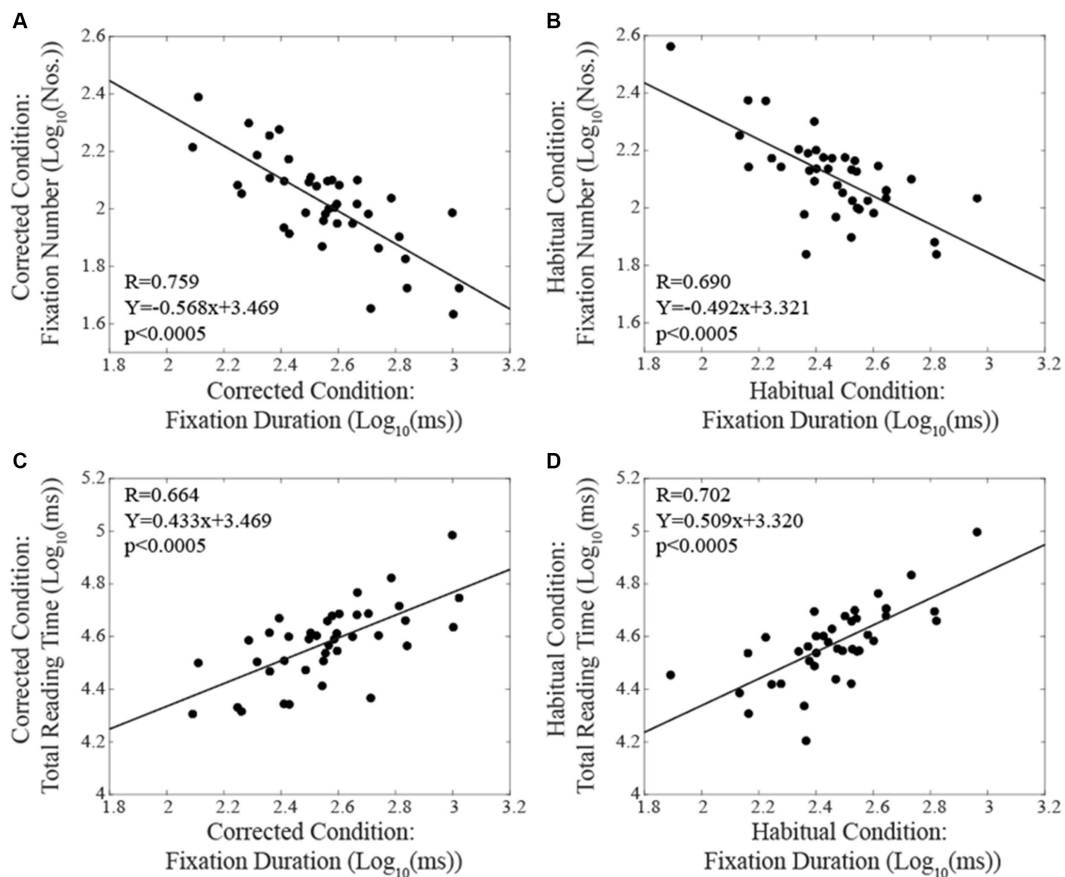 A
Corrected Condition:
Fixation Number (Log10(Nos.))
2.6
2.4
2.2
2
1.8
1.6
R=0.759
Y=-0.568x+3.469
p<0.0005
1.8 2 2.2 2.4 2.6 2.8 3 3.2
Corrected Condition:
Fixation Duration (Log10(ms))
B
Habitual Condition:
Fixation Number (Log10(Nos.))
2.6
2.4
2.2
2
1.8
1.6
R=0.690
Y=-0.492x+3.321
p<0.0005
1.8 2 2.2 2.4 2.6 2.8 3 3.2
Habitual Condition:
Fixation Duration (Log10(ms))
C
Corrected Condition:
Total Reading Time (Log10(ms))
5.2
5
4.8
4.6
4.4
4.2
4
R=0.664
Y=0.433x+3.469
p<0.0005
1.8 2 2.2 2.4 2.6 2.8 3 3.2
Corrected Condition:
Fixation Duration (Log10(ms))
D
Habitual Condition:
Total Reading Time (Log10(ms))
5.2
5
4.8
4.6
4.4
4.2
4
R=0.702
Y=0.509x+3.320
p<0.0005
1.8 2 2.2 2.4 2.6 2.8 3 3.2
Habitual Condition:
Fixation Duration (Log10(ms))